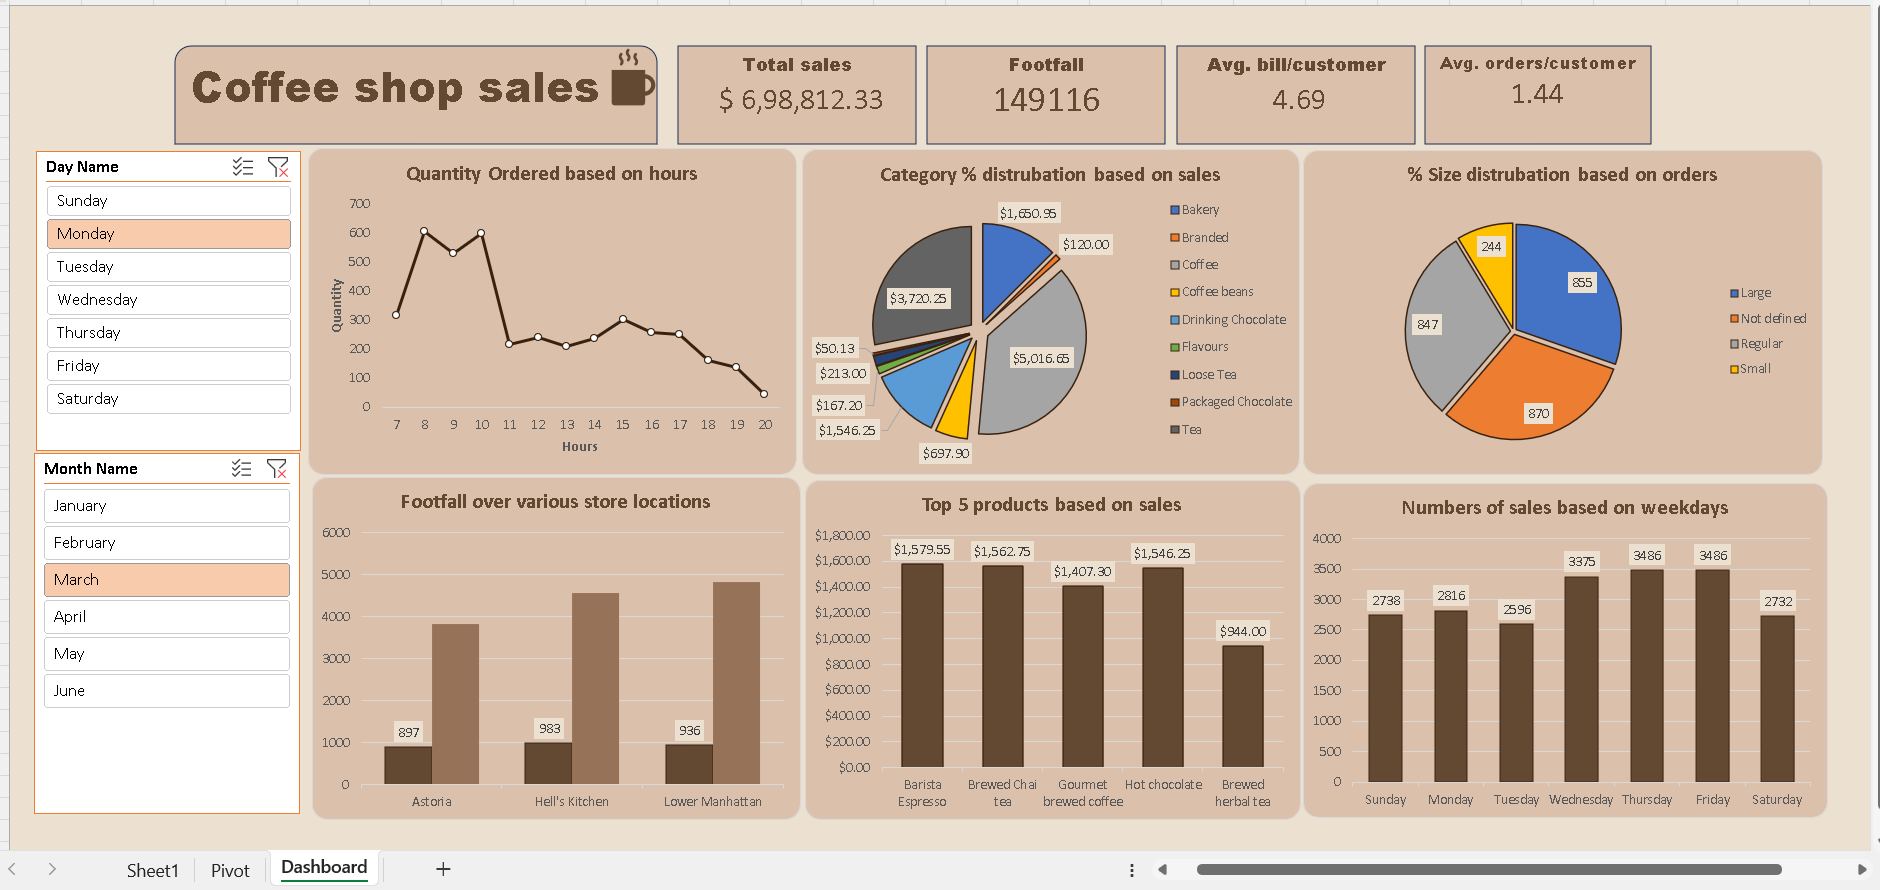 Coffee shop sales
Total sales
$ 6,98,812.33
Footfall
149116
Avg. bill/customer
4.69
Avg. orders/customer
1.44
Day Name
Sunday
Monday
Tuesday
Wednesday
Thursday
Friday
Saturday
Month Name
January
February
March
April
May
June
Quantity Ordered based on hours
700
600
500
400
300
200
100
0
Quantity
7 8 9 10 11 12 13 14 15 16 17 18 19 20
Hours
Category % distrubation based on sales
$1,650.95
$120.00
$3,720.25
$5,016.65
$50.13
$213.00
$167.20
$1,546.25
$697.90
Bakery
Branded
Coffee
Coffee beans
Drinking Chocolate
Flavours
Loose Tea
Packaged Chocolate
Tea
% Size distrubation based on orders
244
855
847
870
Large
Not defined
Regular
Small
Footfall over various store locations
6000
5000
4000
3000
2000
1000
0
897
983
936
Astoria
Hell's Kitchen
Lower Manhattan
Top 5 products based on sales
$1,800.00
$1,600.00
$1,400.00
$1,200.00
$1,000.00
$800.00
$600.00
$400.00
$200.00
$0.00
$1,579.55
$1,562.75
$1,407.30
$1,546.25
$944.00
Barista
Espresso
Brewed Chai
tea
Gourmet
brewed coffee
Hot chocolate
Brewed
herbal tea
Numbers of sales based on weekdays
4000
3500
3000
2500
2000
1500
1000
500
0
2738
2816
2596
3375
3486
3486
2732
Sunday
Monday
Tuesday
Wednesday
Thursday
Friday
Saturday
Sheet1
Pivot
Dashboard